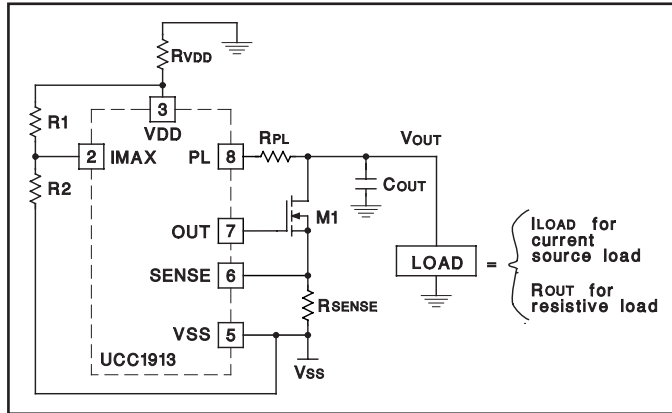 RVDD
R1
3
VDD
2
IMAX
PL
8
RPL
VOUT
R2
COUT
M1
OUT
7
SENSE
6
RSENSE
VSS
5
UCC1913
VSS
LOAD
=
ILOAD for
current
source load
ROUT for
resistive load